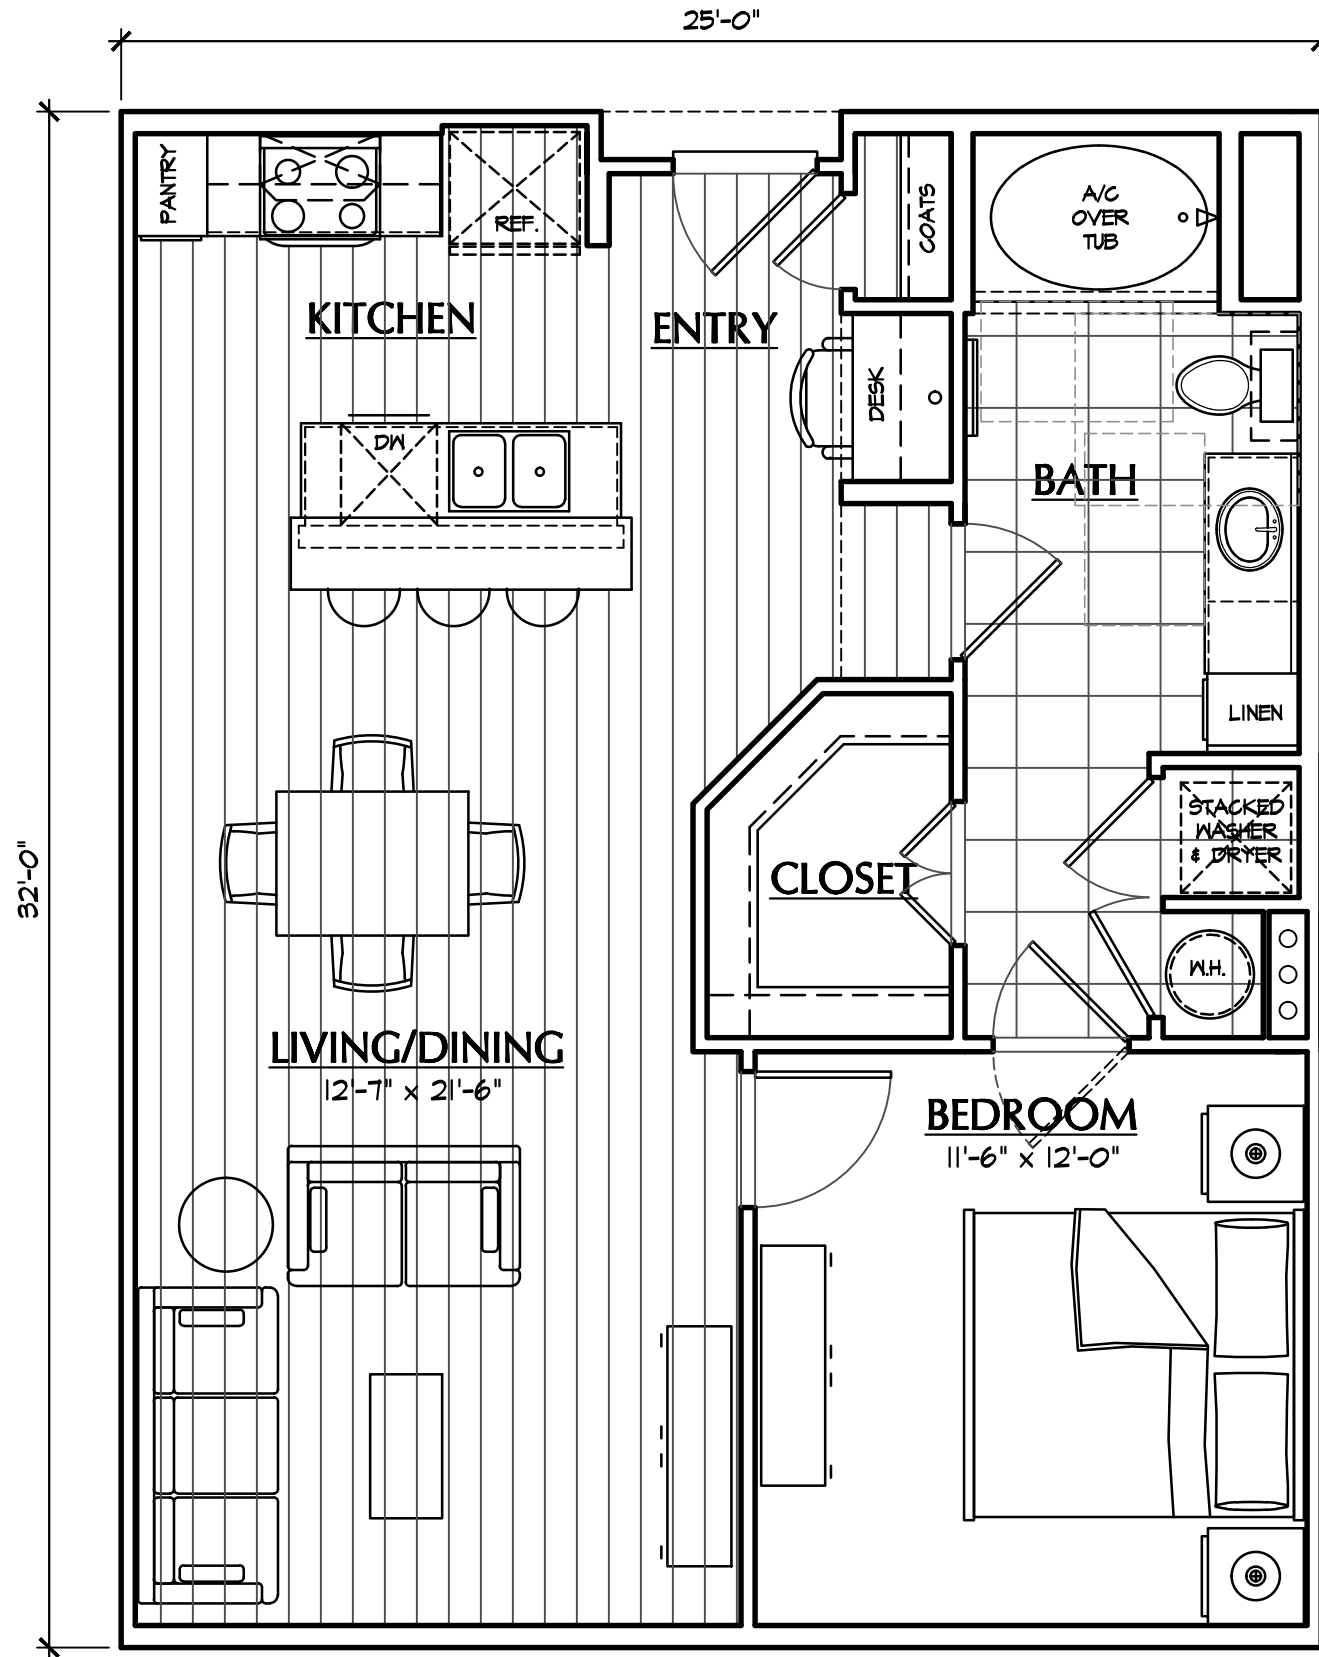 25'-0"
PANTRY
REF.
COATS
A/C
OVER
TUB
KITCHEN
ENTRY
DESK
DW
BATH
LINEN
STACKED
WASHER
& DRYER
32'-0"
CLOSET
W.H.
LIVING/DINING
12'-7" x 21'-6"
BEDROOM
11'-6" x 12'-0"